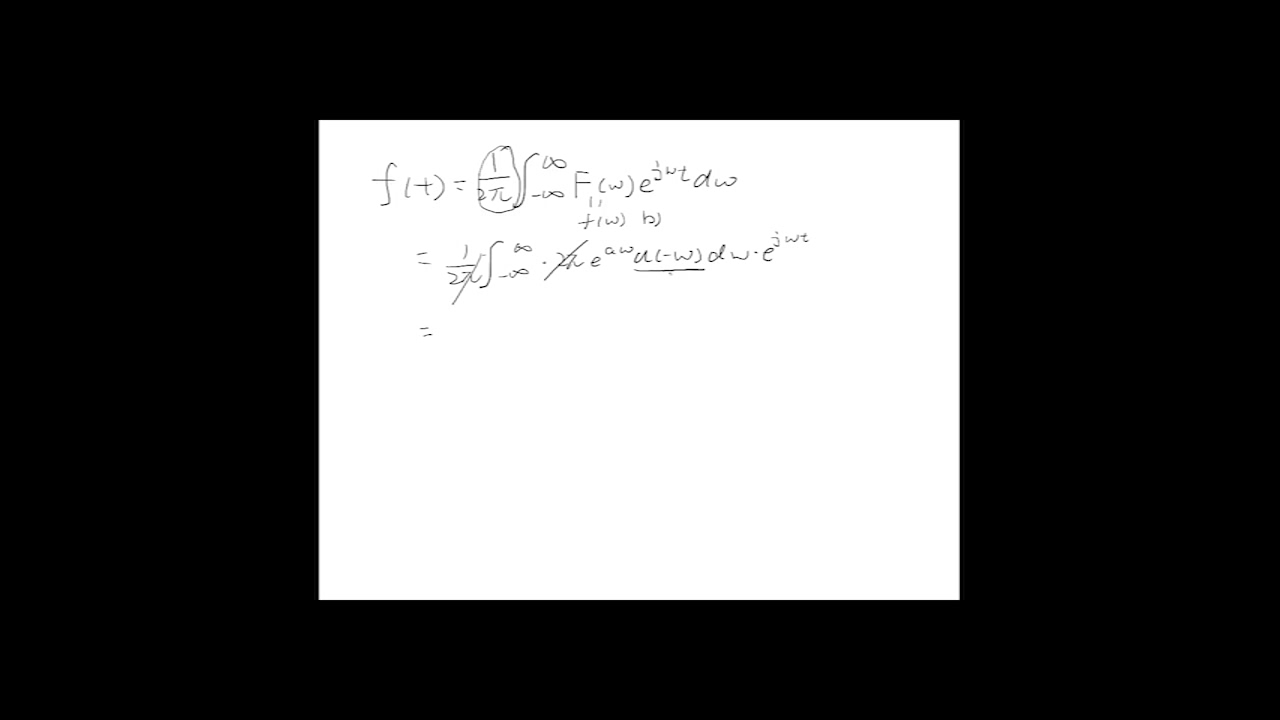 f(t) = 1/2π ∫_{-∞}^{∞} F(ω) e^{jωt} dω
f(ω) b)
= 1/2π ∫_{-∞}^{∞} · 2π e^{aω} u(-ω) dω · e^{jωt}
=